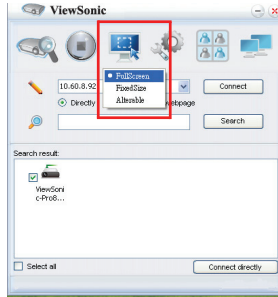 ViewSonic
FullScreen
FixedSize
Alterable
10.60.8.92
Connect
Directly
webpage
Search
Search result:
ViewSoni
c-Pro8...
Select all
Connect directly